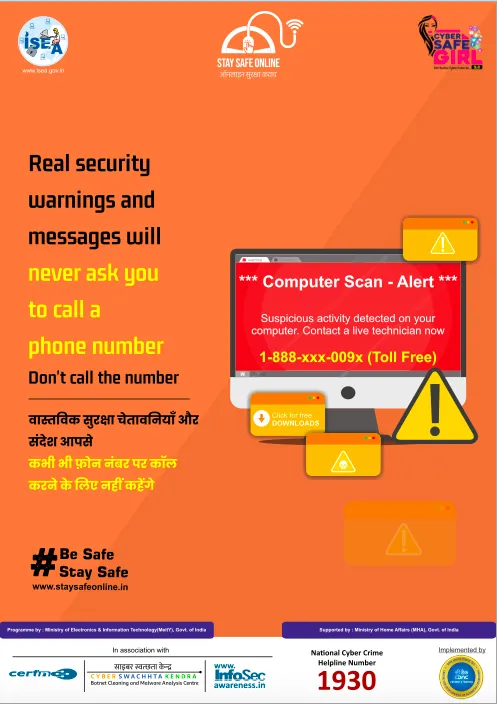 ISEA
www.isea.gov.in
STAY SAFE ONLINE
ऑनलाइन सुरक्षा कवच
CYBER
SAFE
GIRL
Real security
warnings and
messages will
never ask you
to call a
phone number
Don't call the number
वास्तविक सुरक्षा चेतावनियाँ और
संदेश आपसे
कभी भी फ़ोन नंबर पर कॉल
करने के लिए नहीं कहेंगे
*** Computer Scan - Alert ***
Suspicious activity detected on your
computer. Contact a live technician now
1-888-xxx-009x (Toll Free)
Click for free
DOWNLOADS
#Be Safe
Stay Safe
www.staysafeonline.in
Programme by : Ministry of Electronics & Information Technology(MeitY), Govt. of India
Supported by : Ministry of Home Affairs (MHA), Govt. of India
In association with
साइबर स्वच्छता केन्द्र
CYBER SWACHHTA KENDRA
Botnet Cleaning and Malware Analysis Centre
www.
InfoSec
awareness.in
National Cyber Crime
Helpline Number
1930
Implemented by